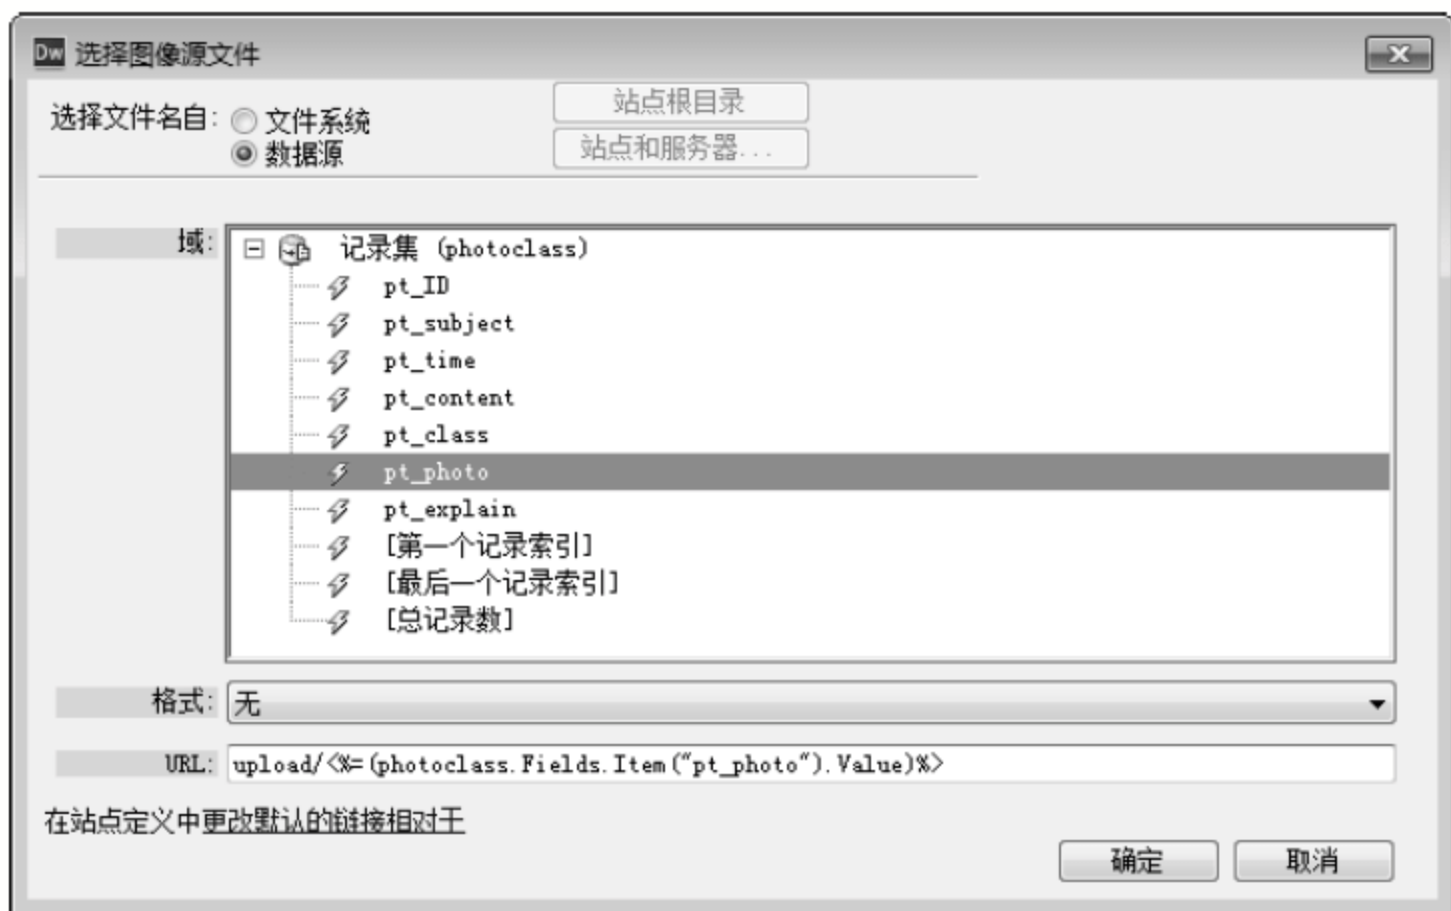 Dw 选择图像源文件
选择文件名自: 文件系统 站点根目录
数据源 站点和服务器...
域: 记录集 (photoclass)
pt_ID
pt_subject
pt_time
pt_content
pt_class
pt_photo
pt_explain
[第一个记录索引]
[最后一个记录索引]
[总记录数]
格式: 无
URL: upload/<%=(photoclass.Fields.Item("pt_photo").Value)%>
在站点定义中更改默认的链接相对于
确定 取消